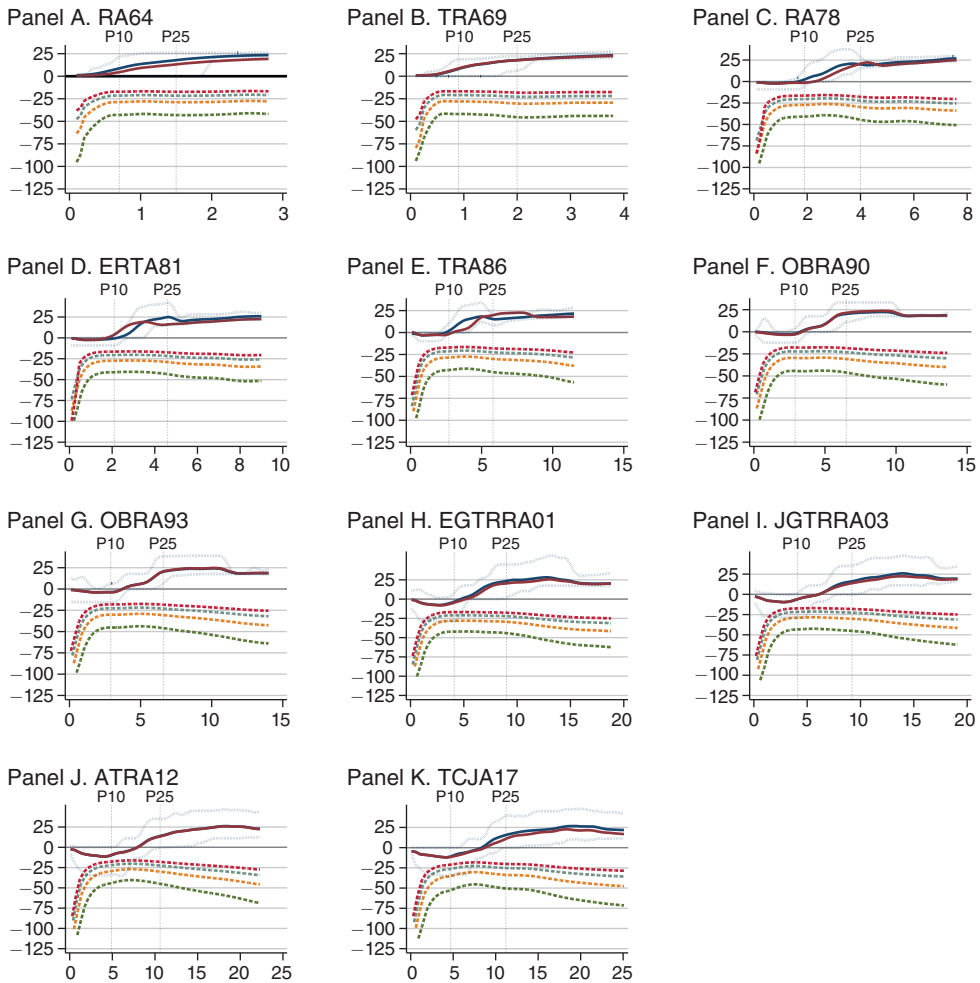 Panel A. RA64
P10 P25
25
0
−25
−50
−75
−100
−125
0 1 2 3
Panel B. TRA69
P10 P25
25
0
−25
−50
−75
−100
−125
0 1 2 3 4
Panel C. RA78
P10 P25
25
0
−25
−50
−75
−100
−125
0 2 4 6 8
Panel D. ERTA81
P10 P25
25
0
−25
−50
−75
−100
−125
0 2 4 6 8 10
Panel E. TRA86
P10 P25
25
0
−25
−50
−75
−100
−125
0 5 10 15
Panel F. OBRA90
P10 P25
25
0
−25
−50
−75
−100
−125
0 5 10 15
Panel G. OBRA93
P10 P25
25
0
−25
−50
−75
−100
−125
0 5 10 15
Panel H. EGTRRA01
P10 P25
25
0
−25
−50
−75
−100
−125
0 5 10 15 20
Panel I. JGTRRA03
P10 P25
25
0
−25
−50
−75
−100
−125
0 5 10 15 20
Panel J. ATRA12
P10 P25
25
0
−25
−50
−75
−100
−125
0 5 10 15 20 25
Panel K. TCJA17
P10 P25
25
0
−25
−50
−75
−100
−125
0 5 10 15 20 25